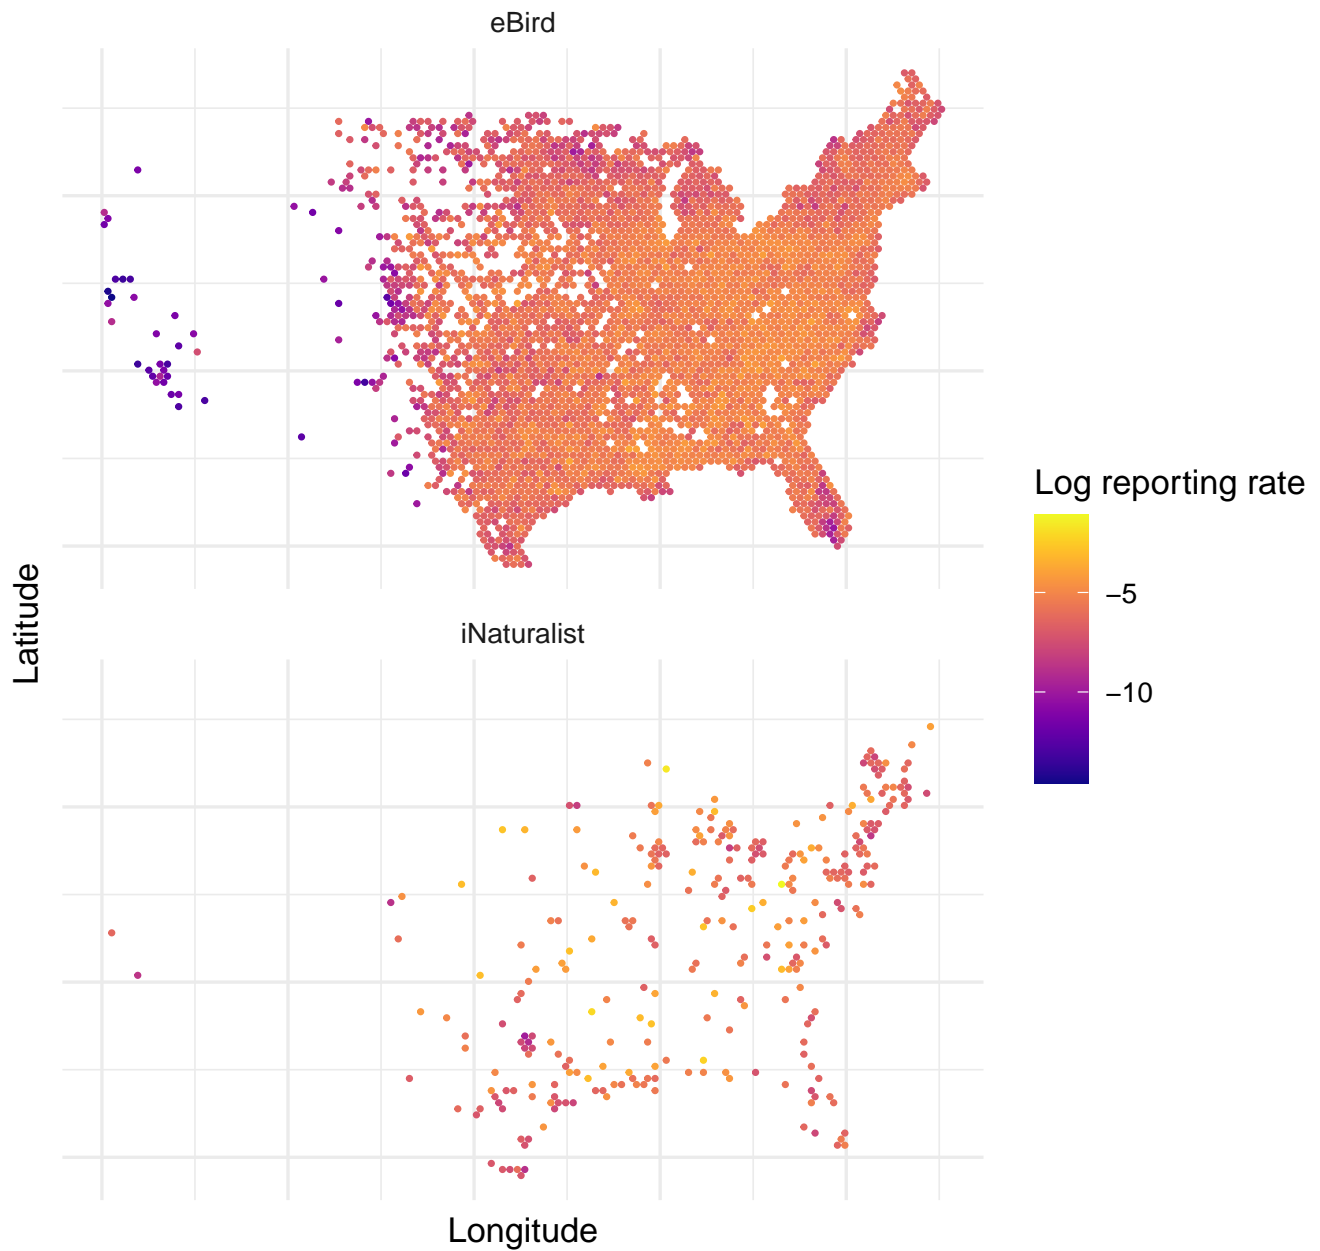 eBird
Latitude
iNaturalist
Longitude
Log reporting rate
−5
−10